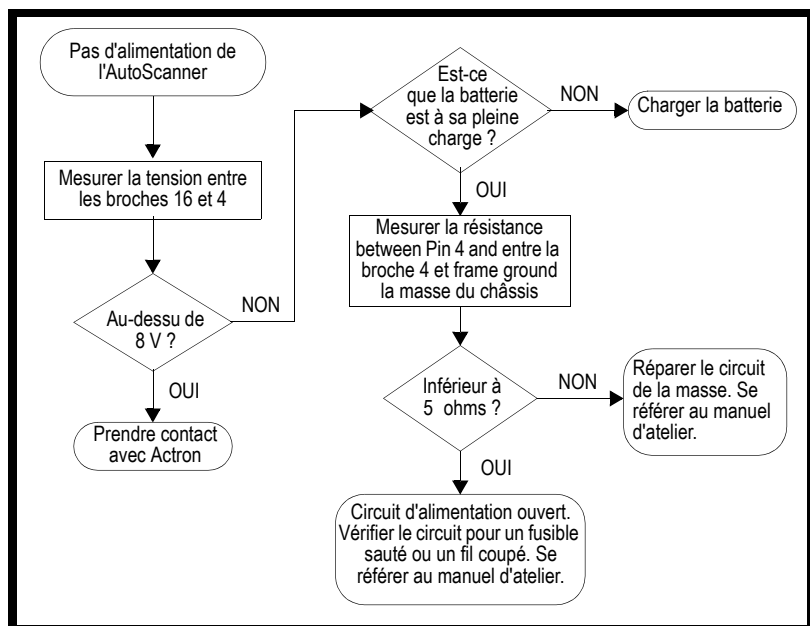 Pas d'alimentation de
l'AutoScanner
Mesurer la tension entre
les broches 16 et 4
Au-dessu de
8 V ?
NON
OUI
Prendre contact
avec Actron
Est-ce
que la batterie
est à sa pleine
charge ?
NON
Charger la batterie
OUI
Mesurer la résistance
between Pin 4 and entre la
broche 4 et frame ground
la masse du châssis
Inférieur à
5 ohms ?
NON
Réparer le circuit
de la masse. Se
référer au manuel
d'atelier.
OUI
Circuit d'alimentation ouvert.
Vérifier le circuit pour un fusible
sauté ou un fil coupé. Se
référer au manuel d'atelier.